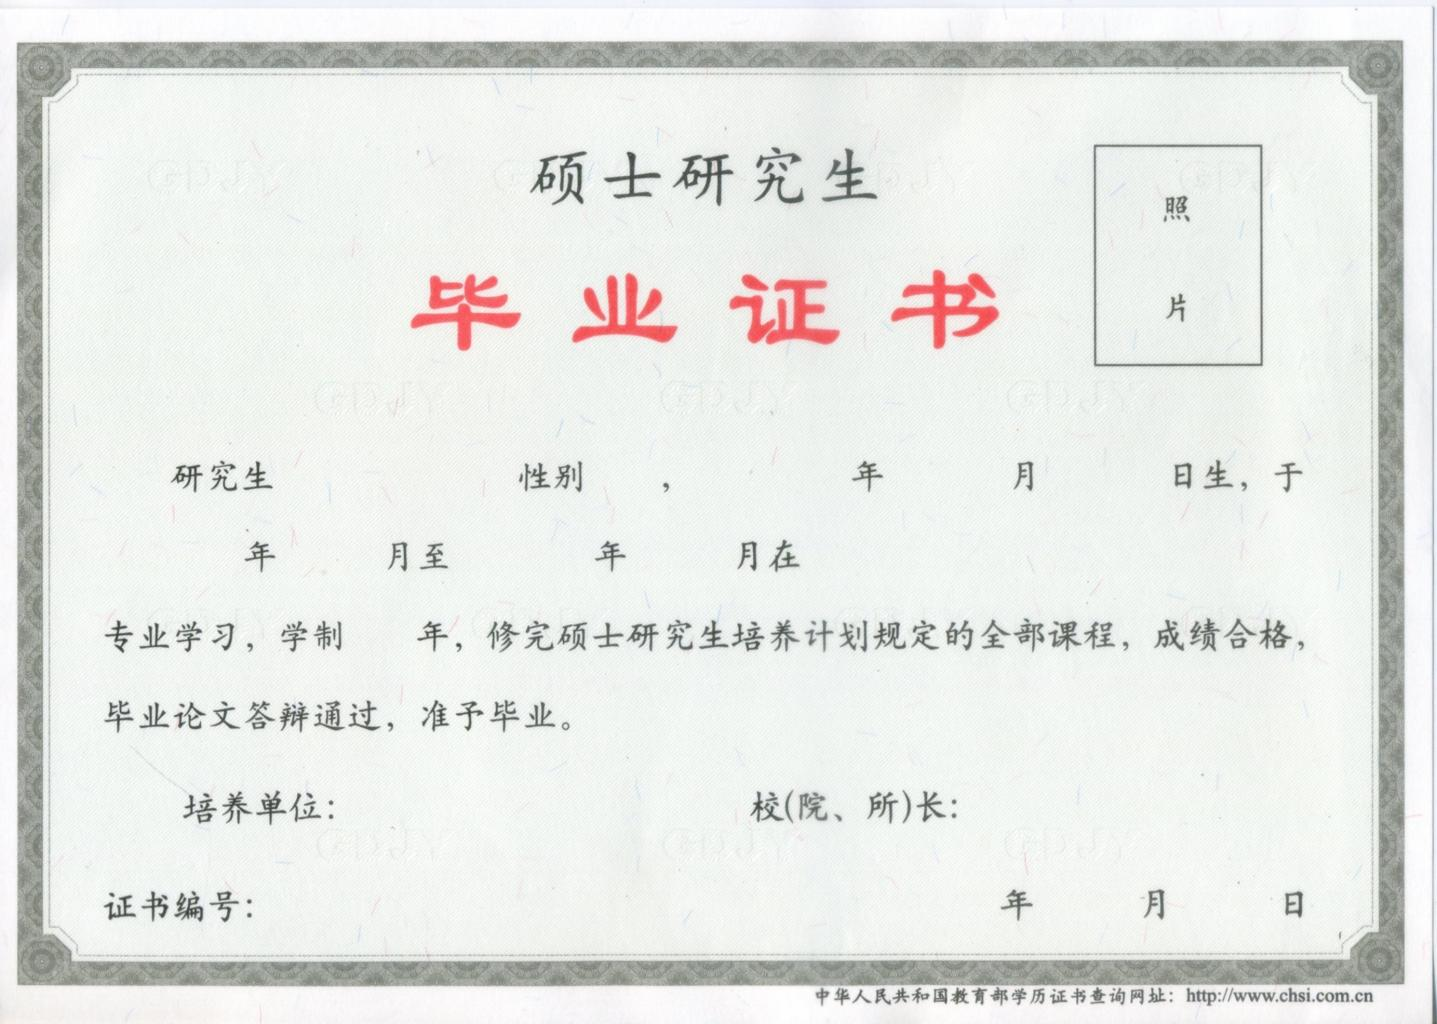 硕士研究生
毕业证书
照
片
研究生 性别 , 年 月 日生，于
年 月至 年 月在
专业学习，学制 年，修完硕士研究生培养计划规定的全部课程，成绩合格，
毕业论文答辩通过，准予毕业。
培养单位： 校(院、所)长：
证书编号： 年 月 日
中华人民共和国教育部学历证书查询网址：http://www.chsi.com.cn